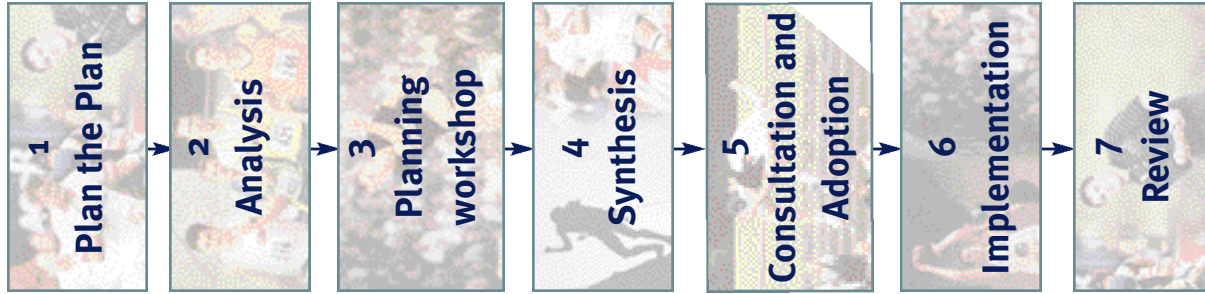 1
Plan the Plan
2
Analysis
3
Planning
workshop
4
Synthesis
5
Consultation and
Adoption
6
Implementation
7
Review